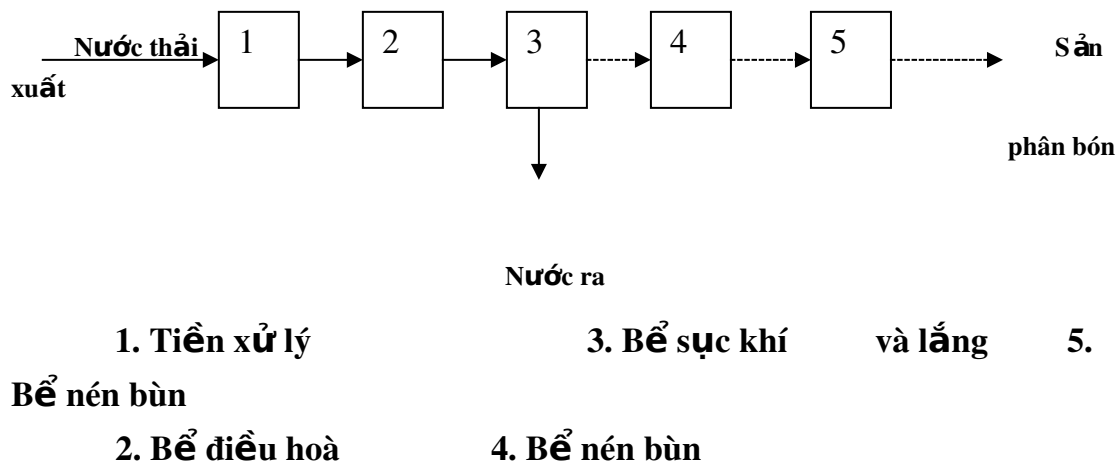 Nước thải 1 2 3 4 5 Sản
xuất
phân bón
Nước ra
1. Tiền xử lý 3. Bể sục khí và lắng 5.
Bể nén bùn
2. Bể điều hoà 4. Bể nén bùn